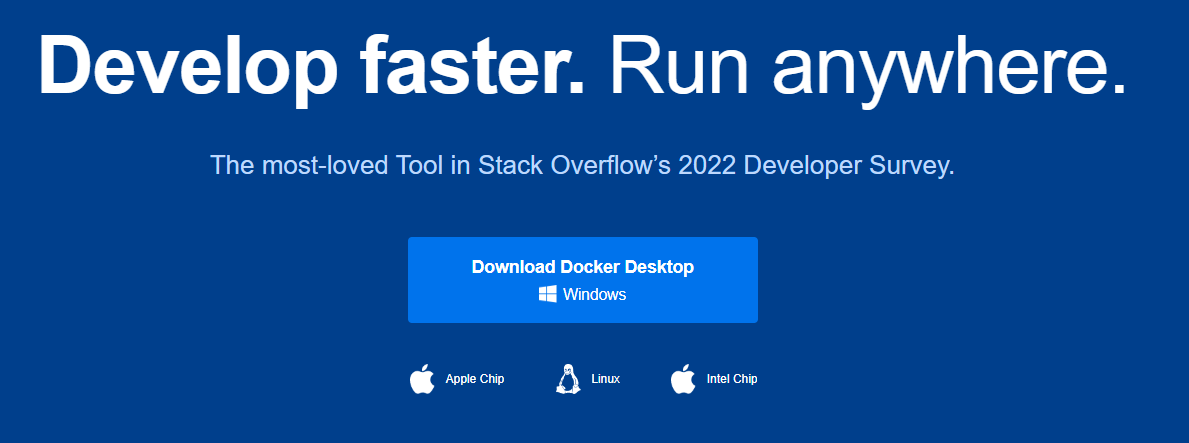 Develop faster. Run anywhere.
The most-loved Tool in Stack Overflow’s 2022 Developer Survey.
Download Docker Desktop
Windows
Apple Chip
Linux
Intel Chip